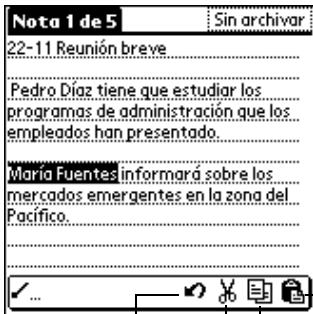 Nota 1 de 5
Sin archivar
22-11 Reunión breve
Pedro Díaz tiene que estudiar los
programas de administración que los
empleados han presentado.
María Fuentes informará sobre los
mercados emergentes en la zona del
Pacífico.
...